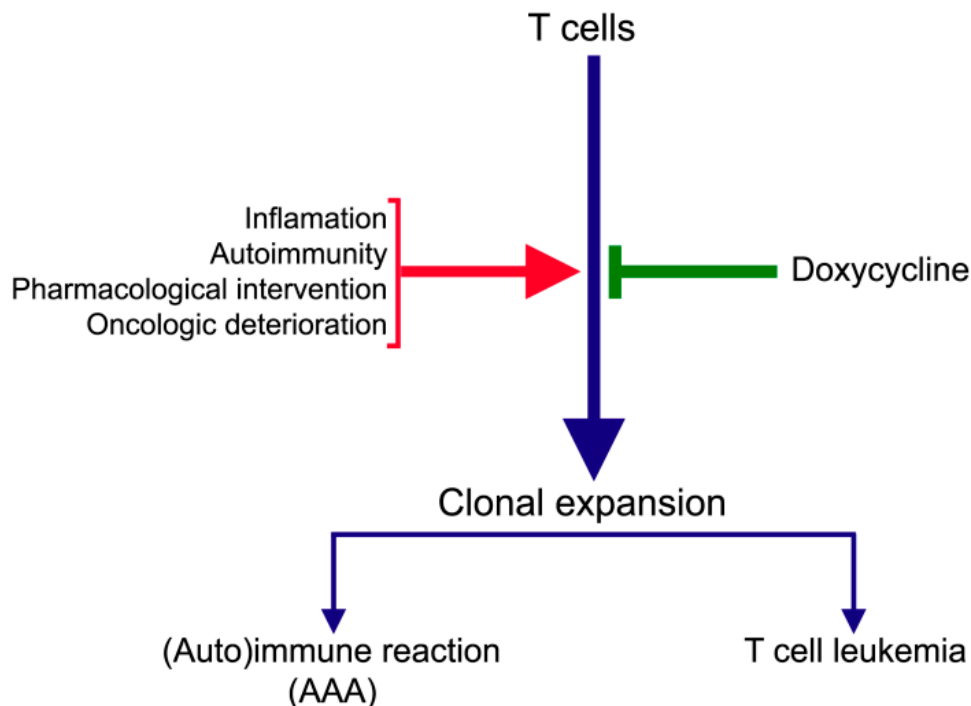 T cells
Inflamation
Autoimmunity
Pharmacological intervention
Oncologic deterioration
Doxycycline
Clonal expansion
(Auto)immune reaction
(AAA)
T cell leukemia